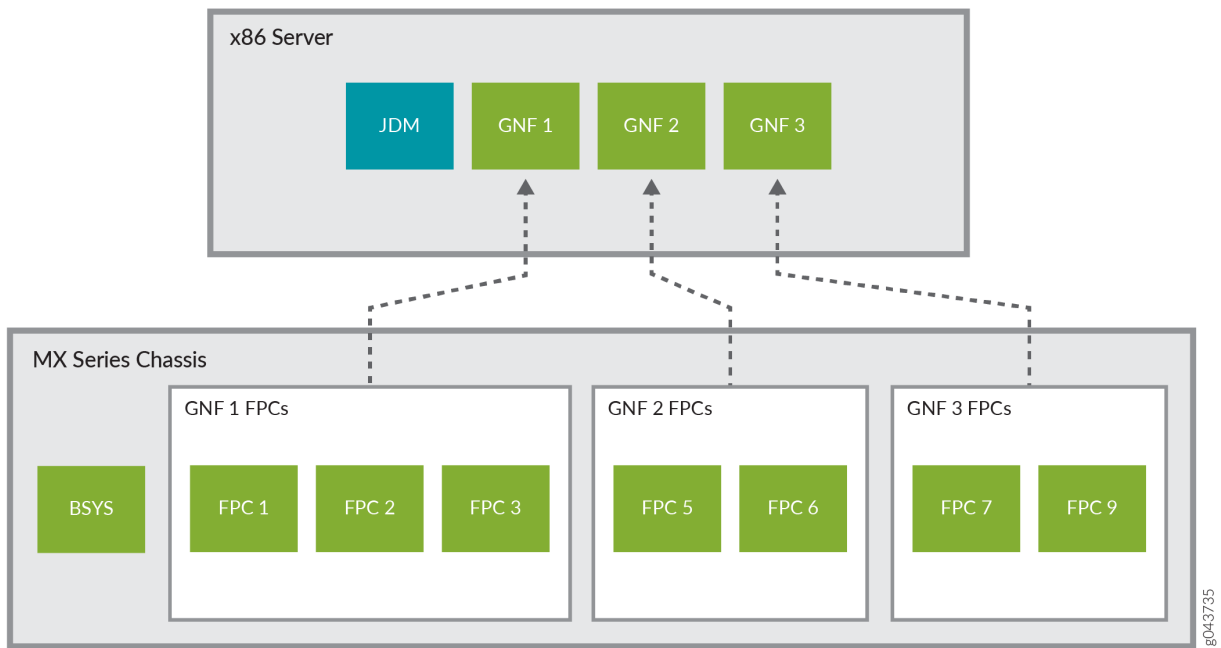 x86 Server
JDM
GNF 1
GNF 2
GNF 3
MX Series Chassis
GNF 1 FPCs
GNF 2 FPCs
GNF 3 FPCs
BSYS
FPC 1
FPC 2
FPC 3
FPC 5
FPC 6
FPC 7
FPC 9
g043735